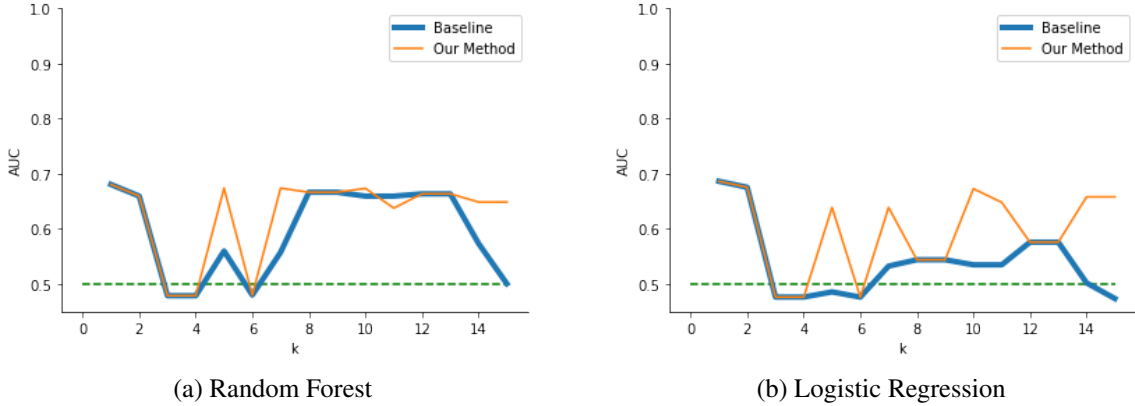 1.0
0.9
0.8
0.7
0.6
0.5
AUC
0 2 4 6 8 10 12 14
k
Baseline
Our Method
(a) Random Forest
1.0
0.9
0.8
0.7
0.6
0.5
AUC
0 2 4 6 8 10 12 14
k
Baseline
Our Method
(b) Logistic Regression